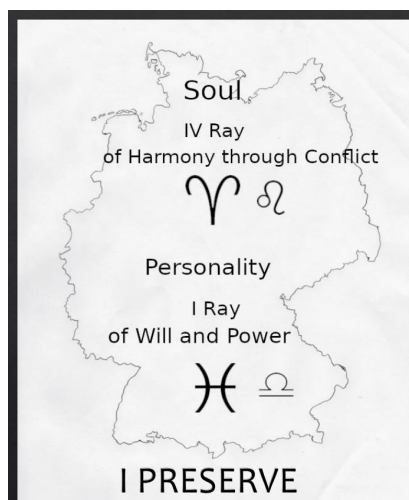 Soul
IV Ray
of Harmony through Conflict
♈ ♌
Personality
I Ray
of Will and Power
♓ ♎
I PRESERVE